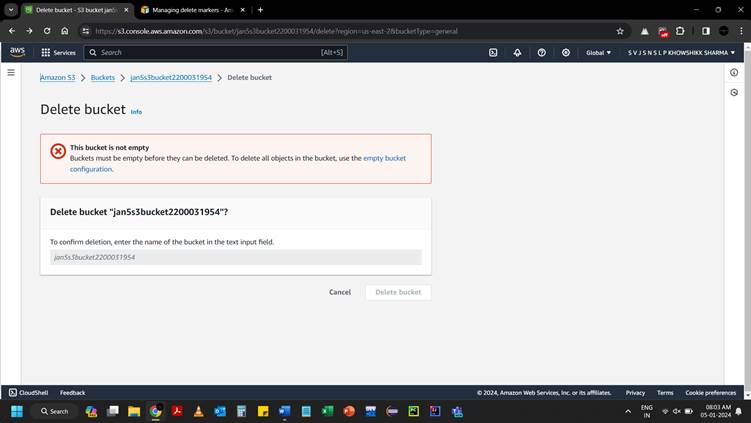 Delete bucket - S3 bucket jan5s
Managing delete markers - Am
https://s3.console.aws.amazon.com/s3/bucket/jan5s3bucket2200031954/delete?region=us-east-2&bucketType=general
aws
Services
Search
[Alt+S]
Global
S V J S N S L P KHOWSHIKK SHARMA
Amazon S3
Buckets
jan5s3bucket2200031954
Delete bucket
Delete bucket
Info
This bucket is not empty
Buckets must be empty before they can be deleted. To delete all objects in the bucket, use the empty bucket
configuration.
Delete bucket "jan5s3bucket2200031954"?
To confirm deletion, enter the name of the bucket in the text input field.
jan5s3bucket2200031954
Cancel
Delete bucket
CloudShell
Feedback
© 2024, Amazon Web Services, Inc. or its affiliates.
Privacy
Terms
Cookie preferences
Search
ENG
IN
08:03 AM
05-01-2024